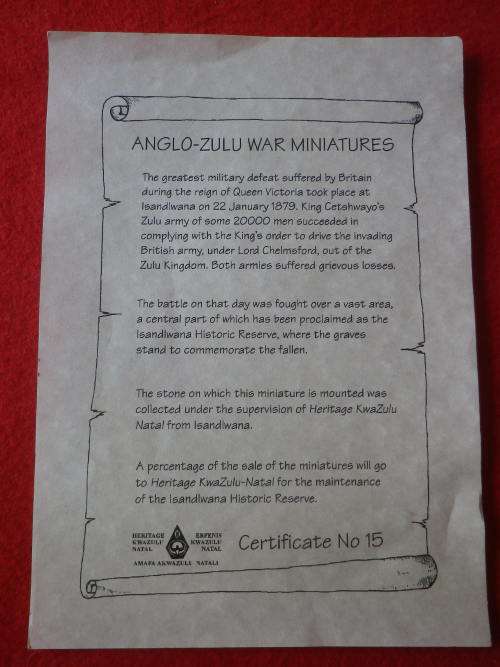 ANGLO-ZULU WAR MINIATURES
The greatest military defeat suffered by Britain
during the reign of Queen Victoria took place at
Isandlwana on 22 January 1879. King Cetshwayo's
Zulu army of some 20000 men succeeded in
complying with the King's order to drive the invading
British army, under Lord Chelmsford, out of the
Zulu Kingdom. Both armies suffered grievous losses.
The battle on that day was fought over a vast area,
a central part of which has been proclaimed as the
Isandlwana Historic Reserve, where the graves
stand to commemorate the fallen.
The stone on which this miniature is mounted was
collected under the supervision of Heritage KwaZulu
Natal from Isandlwana.
A percentage of the sale of the miniatures will go
to Heritage KwaZulu-Natal for the maintenance
of the Isandlwana Historic Reserve.
HERITAGE ERFENIS
KWAZULU KWAZULU
NATAL NATAL
AMAFA AKWAZULU NATALI
Certificate No 15